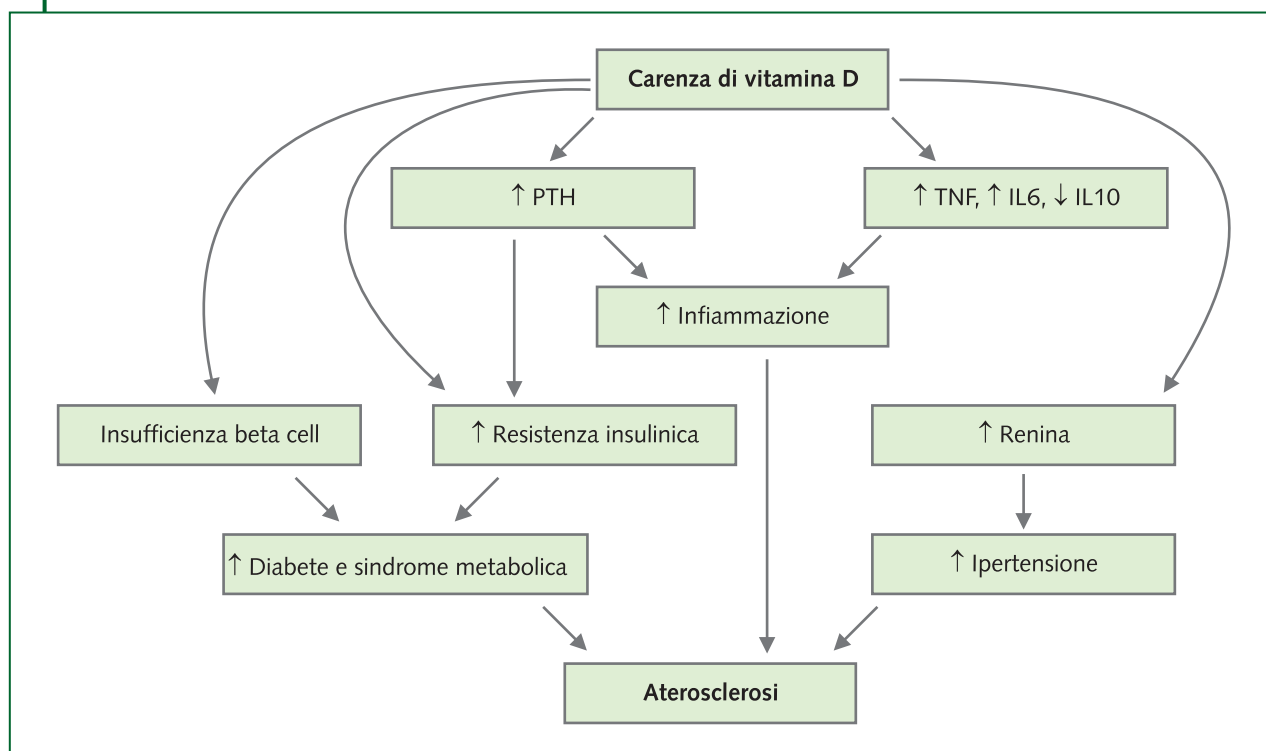 Carenza di vitamina D
↑ PTH
↑ TNF, ↑ IL6, ↓ IL10
↑ Infiammazione
Insufficienza beta cell
↑ Resistenza insulinica
↑ Renina
↑ Diabete e sindrome metabolica
↑ Ipertensione
Aterosclerosi